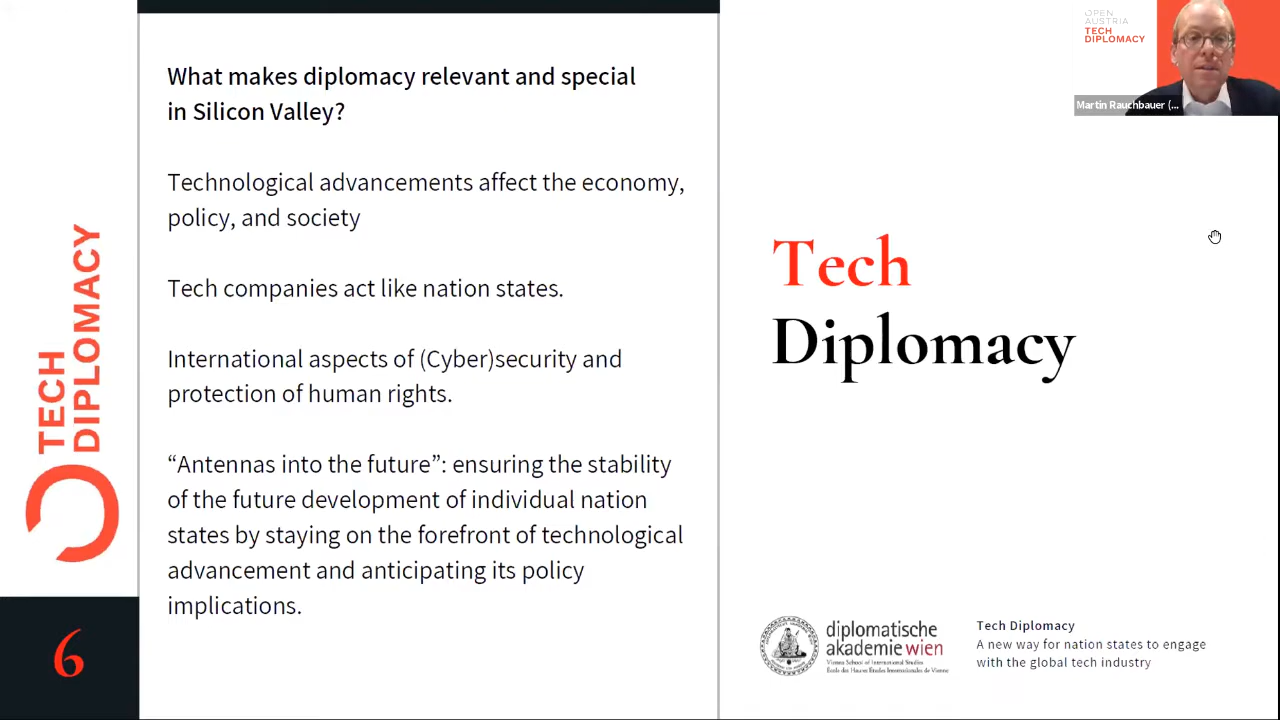 What makes diplomacy relevant and special
in Silicon Valley?
Technological advancements affect the economy,
policy, and society
Tech companies act like nation states.
International aspects of (Cyber)security and
protection of human rights.
“Antennas into the future”: ensuring the stability
of the future development of individual nation
states by staying on the forefront of technological
advancement and anticipating its policy
implications.
TECH
DIPLOMACY
6
OPEN
AUSTRIA
TECH
DIPLOMACY
Martin Rauchbauer (...
Tech
Diplomacy
diplomatische
akademie wien
Vienna School of International Studies
École des Hautes Études Internationales de Vienne
Tech Diplomacy
A new way for nation states to engage
with the global tech industry